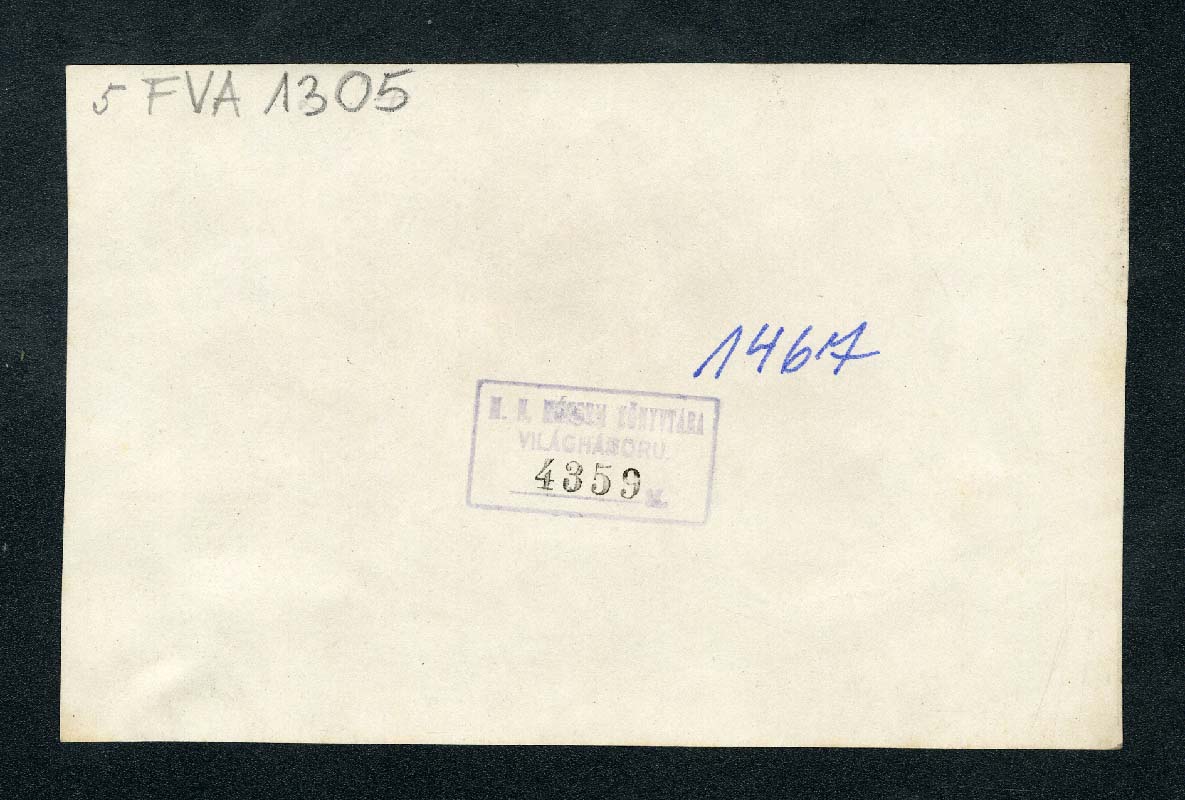 5 FVA 1305
1467
M. N. MÚZEUM KÖNYVTÁRA
VILÁGHÁBORU.
4359